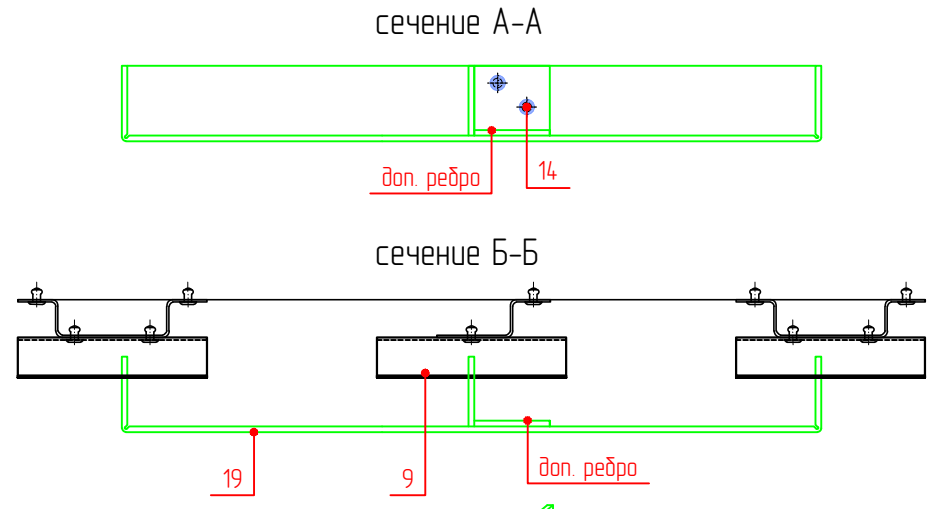 сечение А-А
доп. ребро
14
сечение Б-Б
19
9
доп. ребро